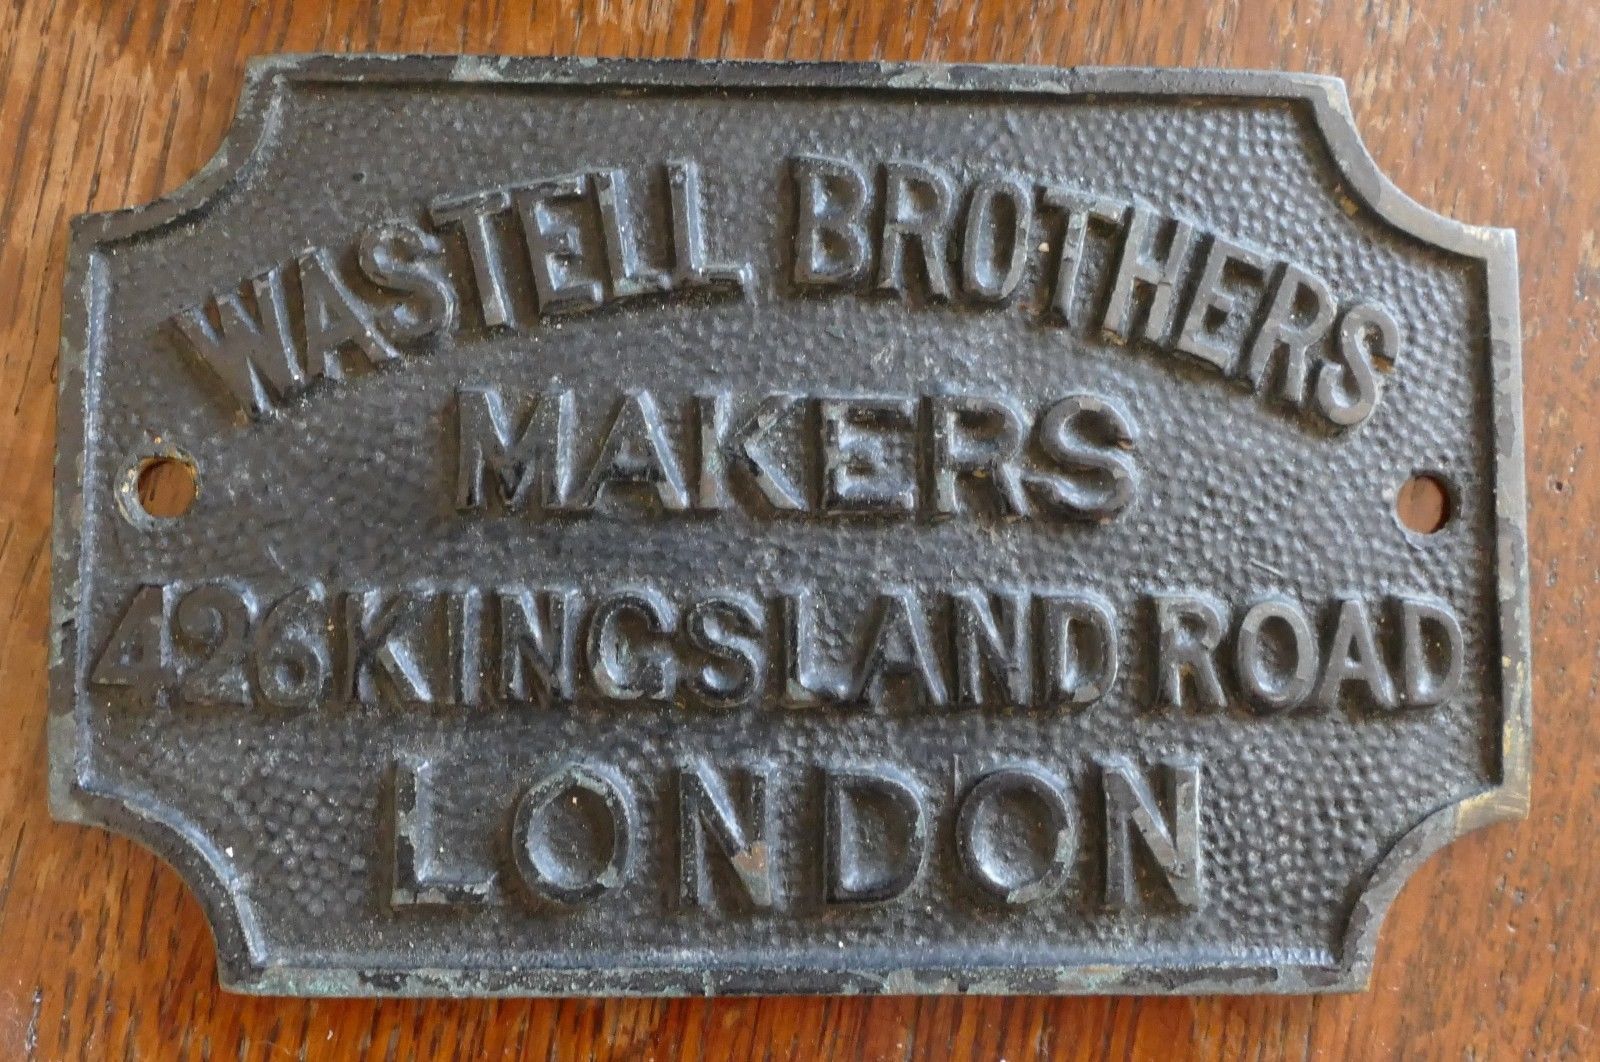 WASTELL BROTHERS
MAKERS
426 KINGSLAND ROAD
LONDON